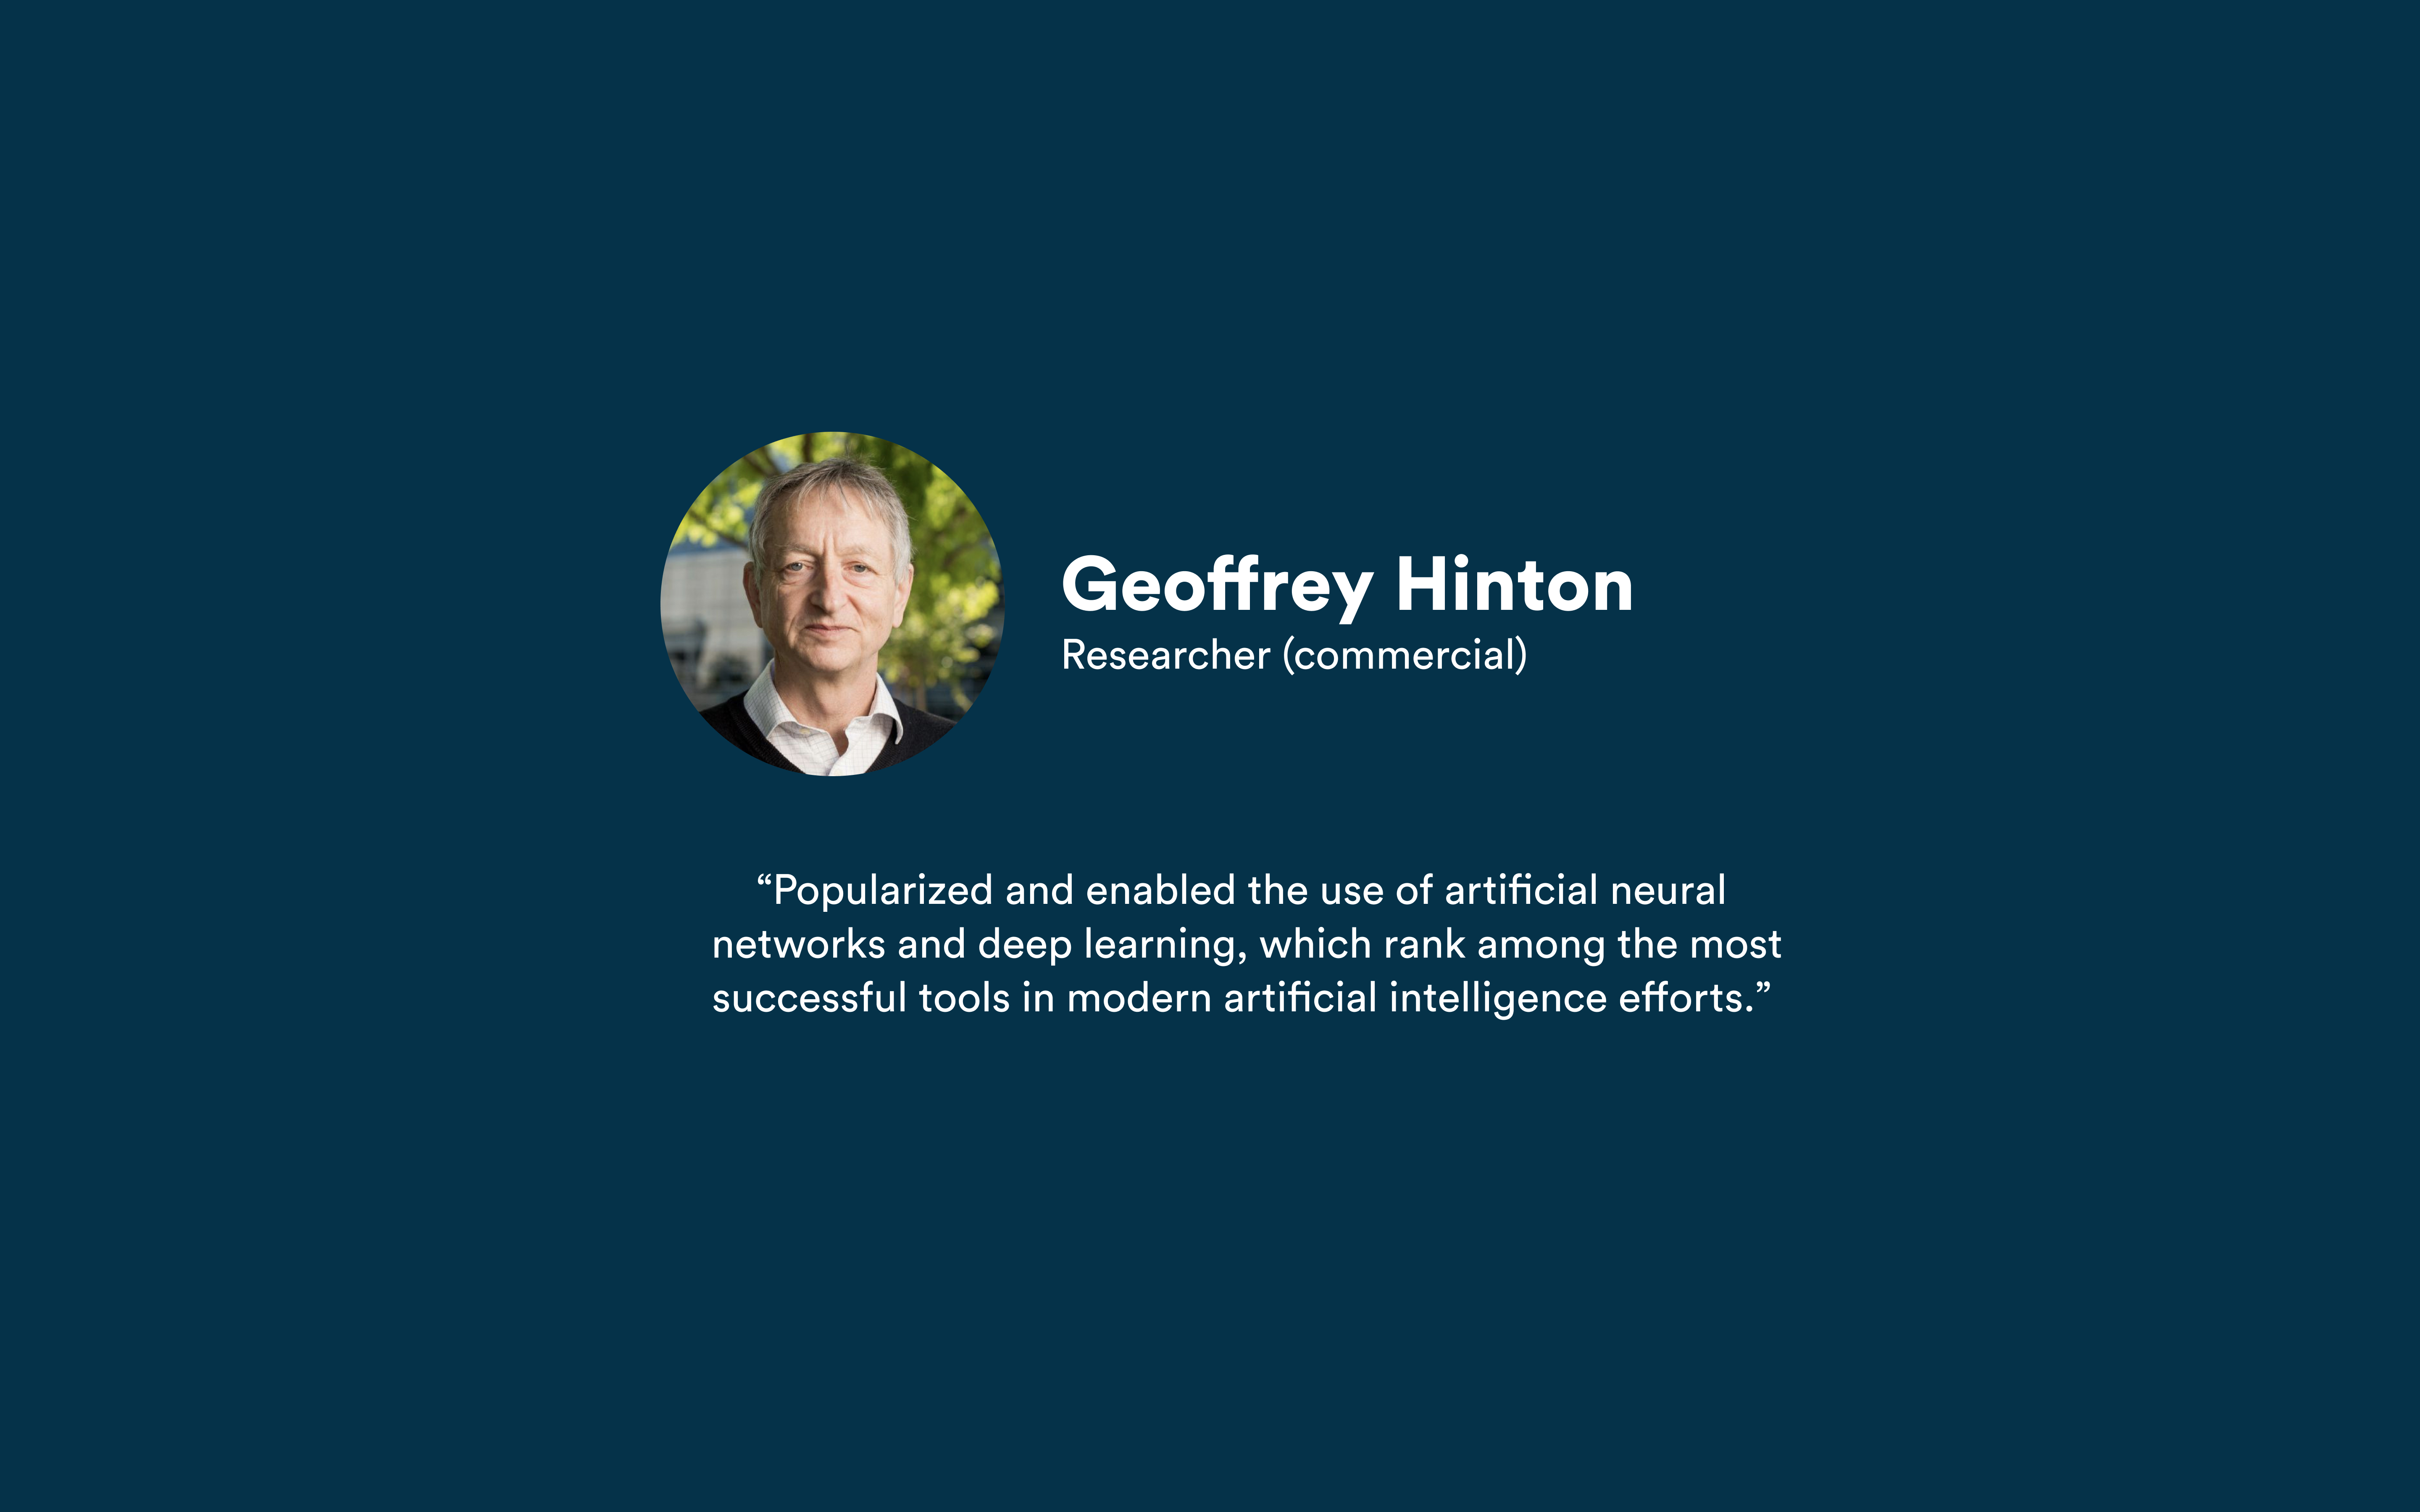 Geoffrey Hinton
Researcher (commercial)
“Popularized and enabled the use of artificial neural
networks and deep learning, which rank among the most
successful tools in modern artificial intelligence efforts.”